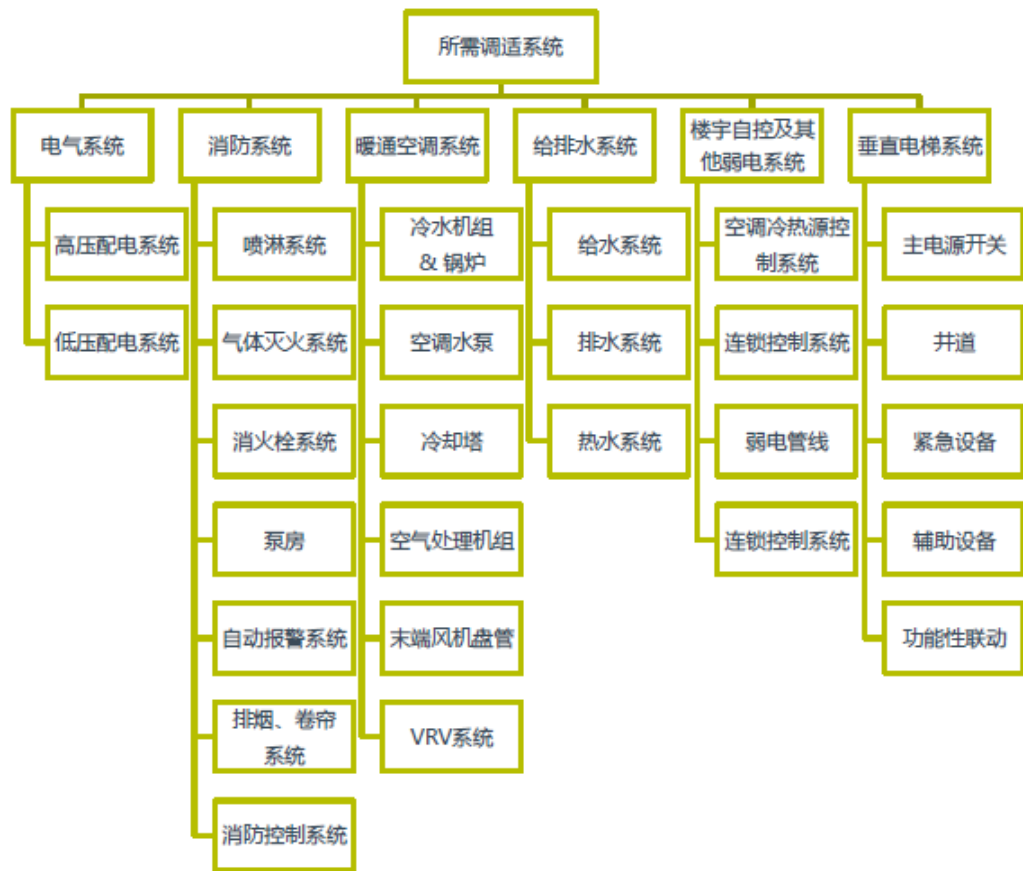 所需调适系统
电气系统
消防系统
暖通空调系统
给排水系统
楼宇自控及其
他弱电系统
垂直电梯系统
高压配电系统
低压配电系统
喷淋系统
气体灭火系统
消火栓系统
泵房
自动报警系统
排烟、卷帘
系统
消防控制系统
冷水机组
& 锅炉
空调水泵
冷却塔
空气处理机组
末端风机盘管
VRV系统
给水系统
排水系统
热水系统
空调冷热源控
制系统
连锁控制系统
弱电管线
连锁控制系统
主电源开关
井道
紧急设备
辅助设备
功能性联动